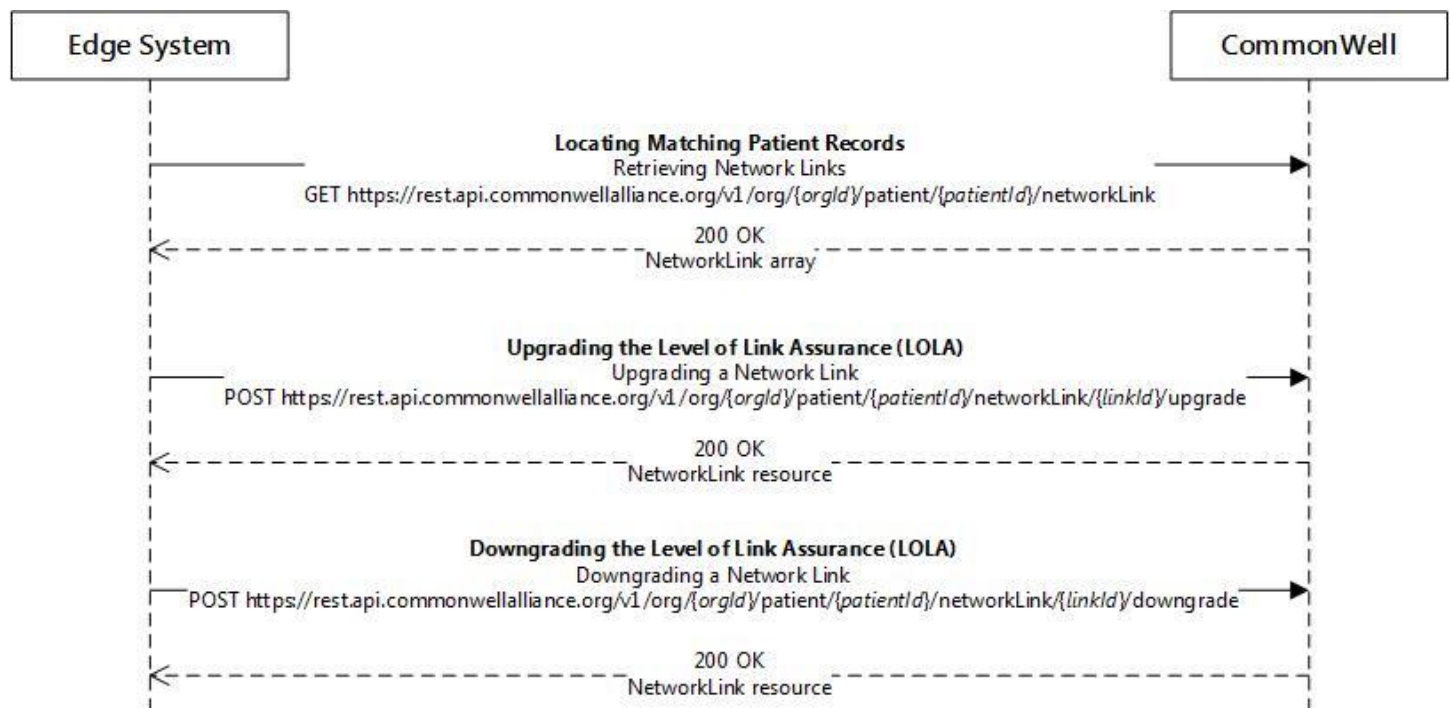 Edge System
CommonWell
Locating Matching Patient Records
Retrieving Network Links
GET https://rest.api.commonwellalliance.org/v1/org/{orgId}/patient/{patientId}/networkLink
200 OK
NetworkLink array
Upgrading the Level of Link Assurance (LOLA)
Upgrading a Network Link
POST https://rest.api.commonwellalliance.org/v1/org/{orgId}/patient/{patientId}/networkLink/{linkId}/upgrade
200 OK
NetworkLink resource
Downgrading the Level of Link Assurance (LOLA)
Downgrading a Network Link
POST https://rest.api.commonwellalliance.org/v1/org/{orgId}/patient/{patientId}/networkLink/{linkId}/downgrade
200 OK
NetworkLink resource